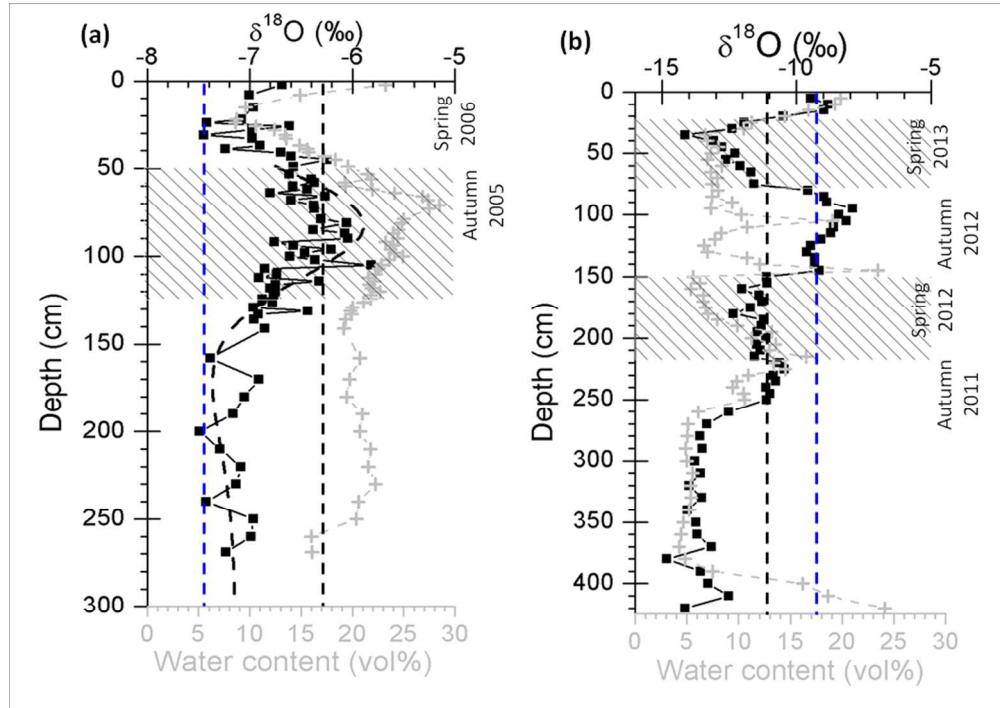 (a)
δ18O (‰)
-8 -7 -6 -5
0
50
100
150
200
250
300
Depth (cm)
Spring
2006
Autumn
2005
0 5 10 15 20 25 30
Water content (vol%)
(b)
δ18O (‰)
-15 -10 -5
0
50
100
150
200
250
300
350
400
Depth (cm)
Spring
2013
Autumn
2012
Spring
2012
Autumn
2011
0 5 10 15 20 25 30
Water content (vol%)